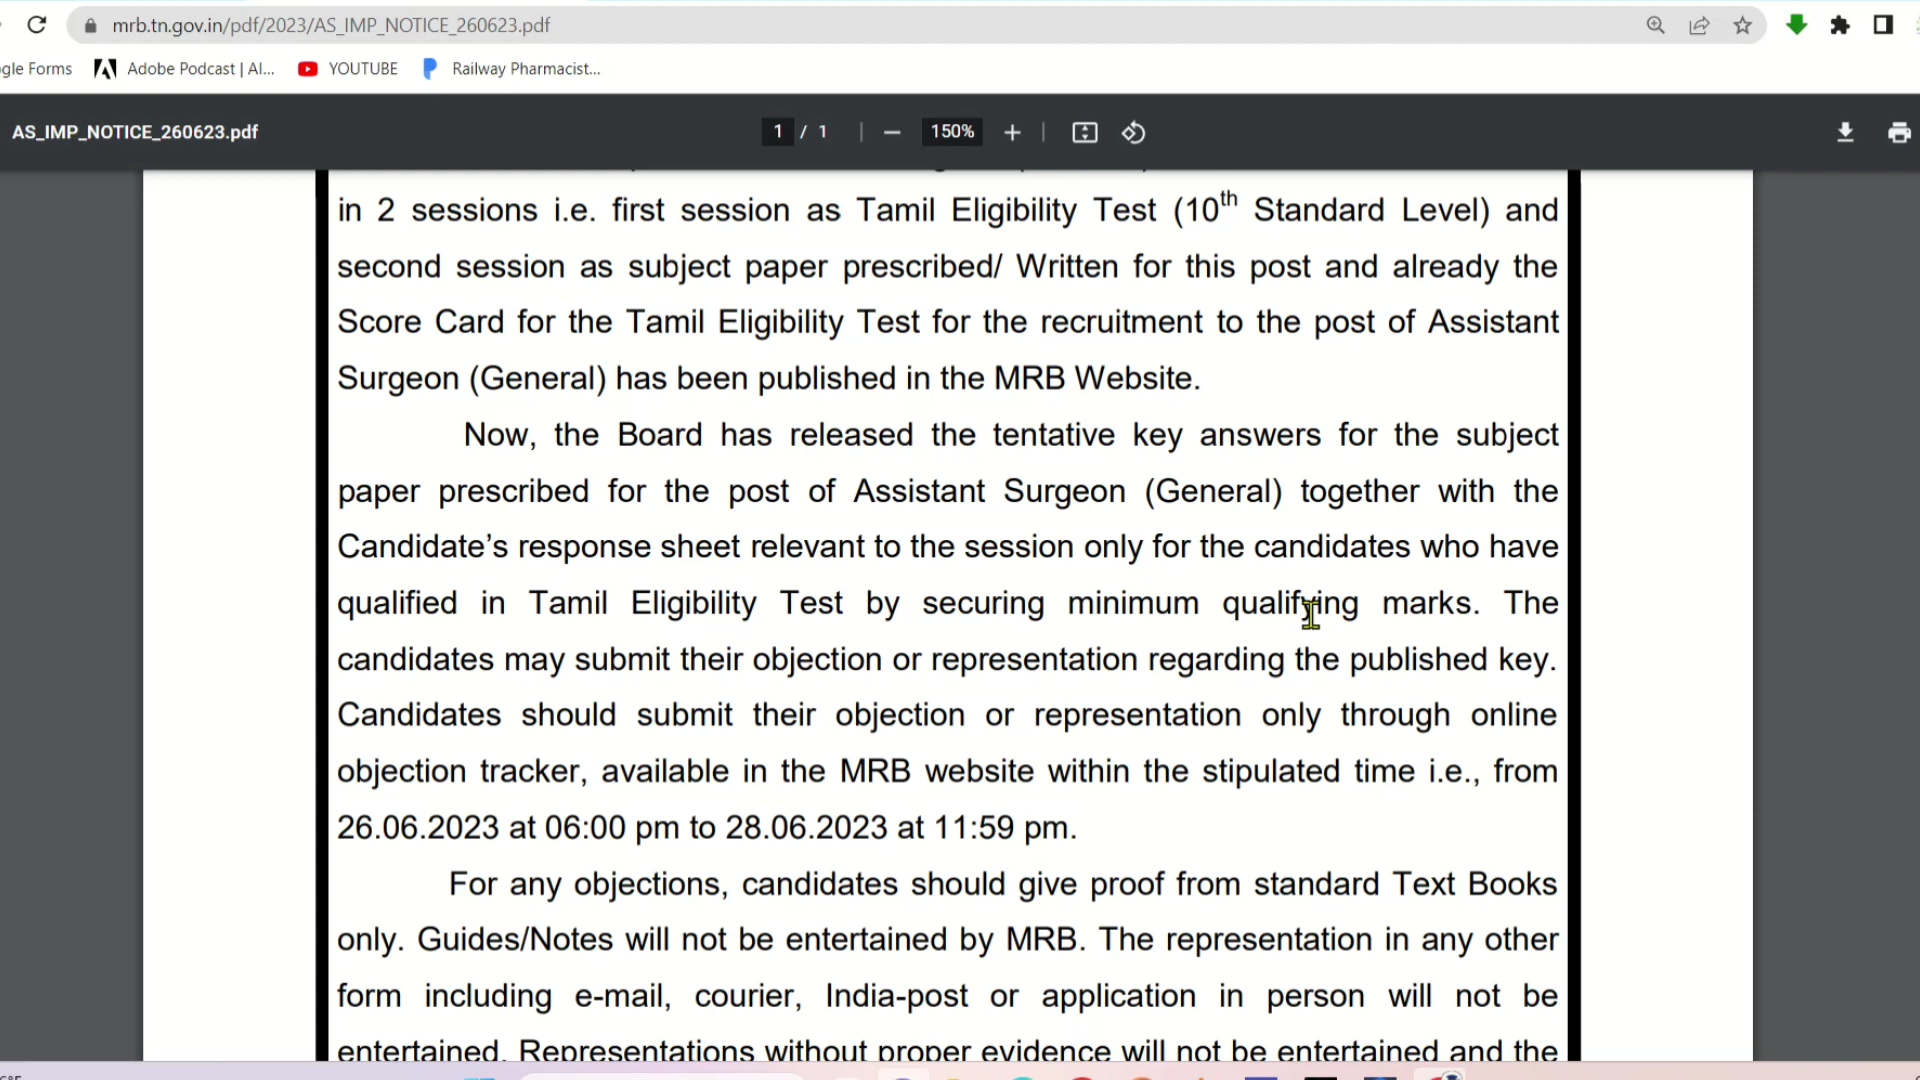 mrb.tn.gov.in/pdf/2023/AS_IMP_NOTICE_260623.pdf
gle Forms Adobe Podcast | AI... YOUTUBE Railway Pharmacist...
AS_IMP_NOTICE_260623.pdf 1 / 1 150%
in 2 sessions i.e. first session as Tamil Eligibility Test (10th Standard Level) and
second session as subject paper prescribed/ Written for this post and already the
Score Card for the Tamil Eligibility Test for the recruitment to the post of Assistant
Surgeon (General) has been published in the MRB Website.
Now, the Board has released the tentative key answers for the subject
paper prescribed for the post of Assistant Surgeon (General) together with the
Candidate’s response sheet relevant to the session only for the candidates who have
qualified in Tamil Eligibility Test by securing minimum qualifying marks. The
candidates may submit their objection or representation regarding the published key.
Candidates should submit their objection or representation only through online
objection tracker, available in the MRB website within the stipulated time i.e., from
26.06.2023 at 06:00 pm to 28.06.2023 at 11:59 pm.
For any objections, candidates should give proof from standard Text Books
only. Guides/Notes will not be entertained by MRB. The representation in any other
form including e-mail, courier, India-post or application in person will not be
entertained. Representations without proper evidence will not be entertained and the